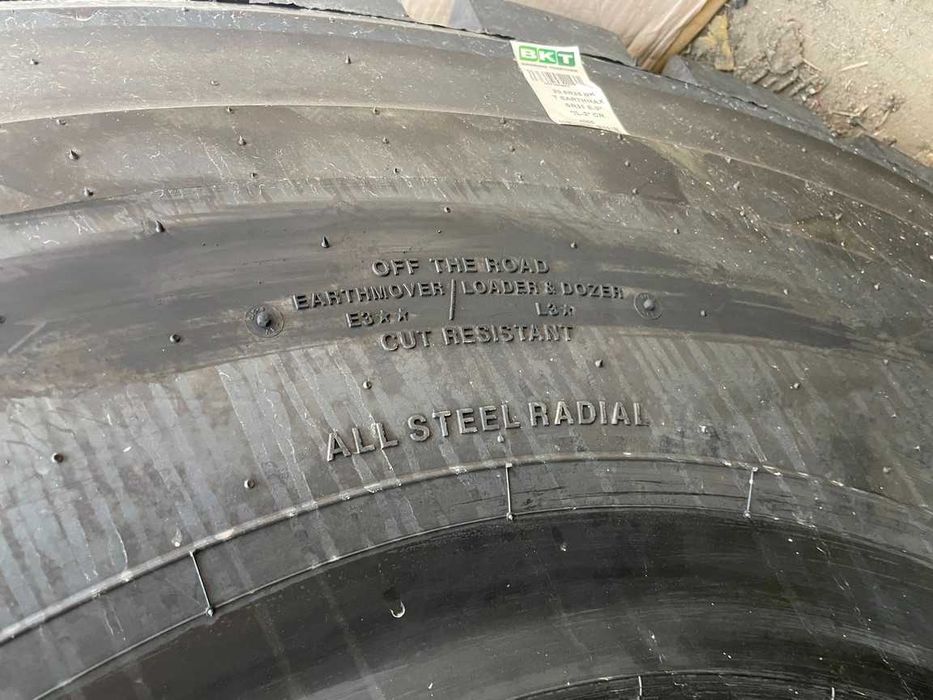 BKT
OFF THE ROAD
EARTHMOVER / LOADER & DOZER
E3★★ L3★
CUT RESISTANT
ALL STEEL RADIAL